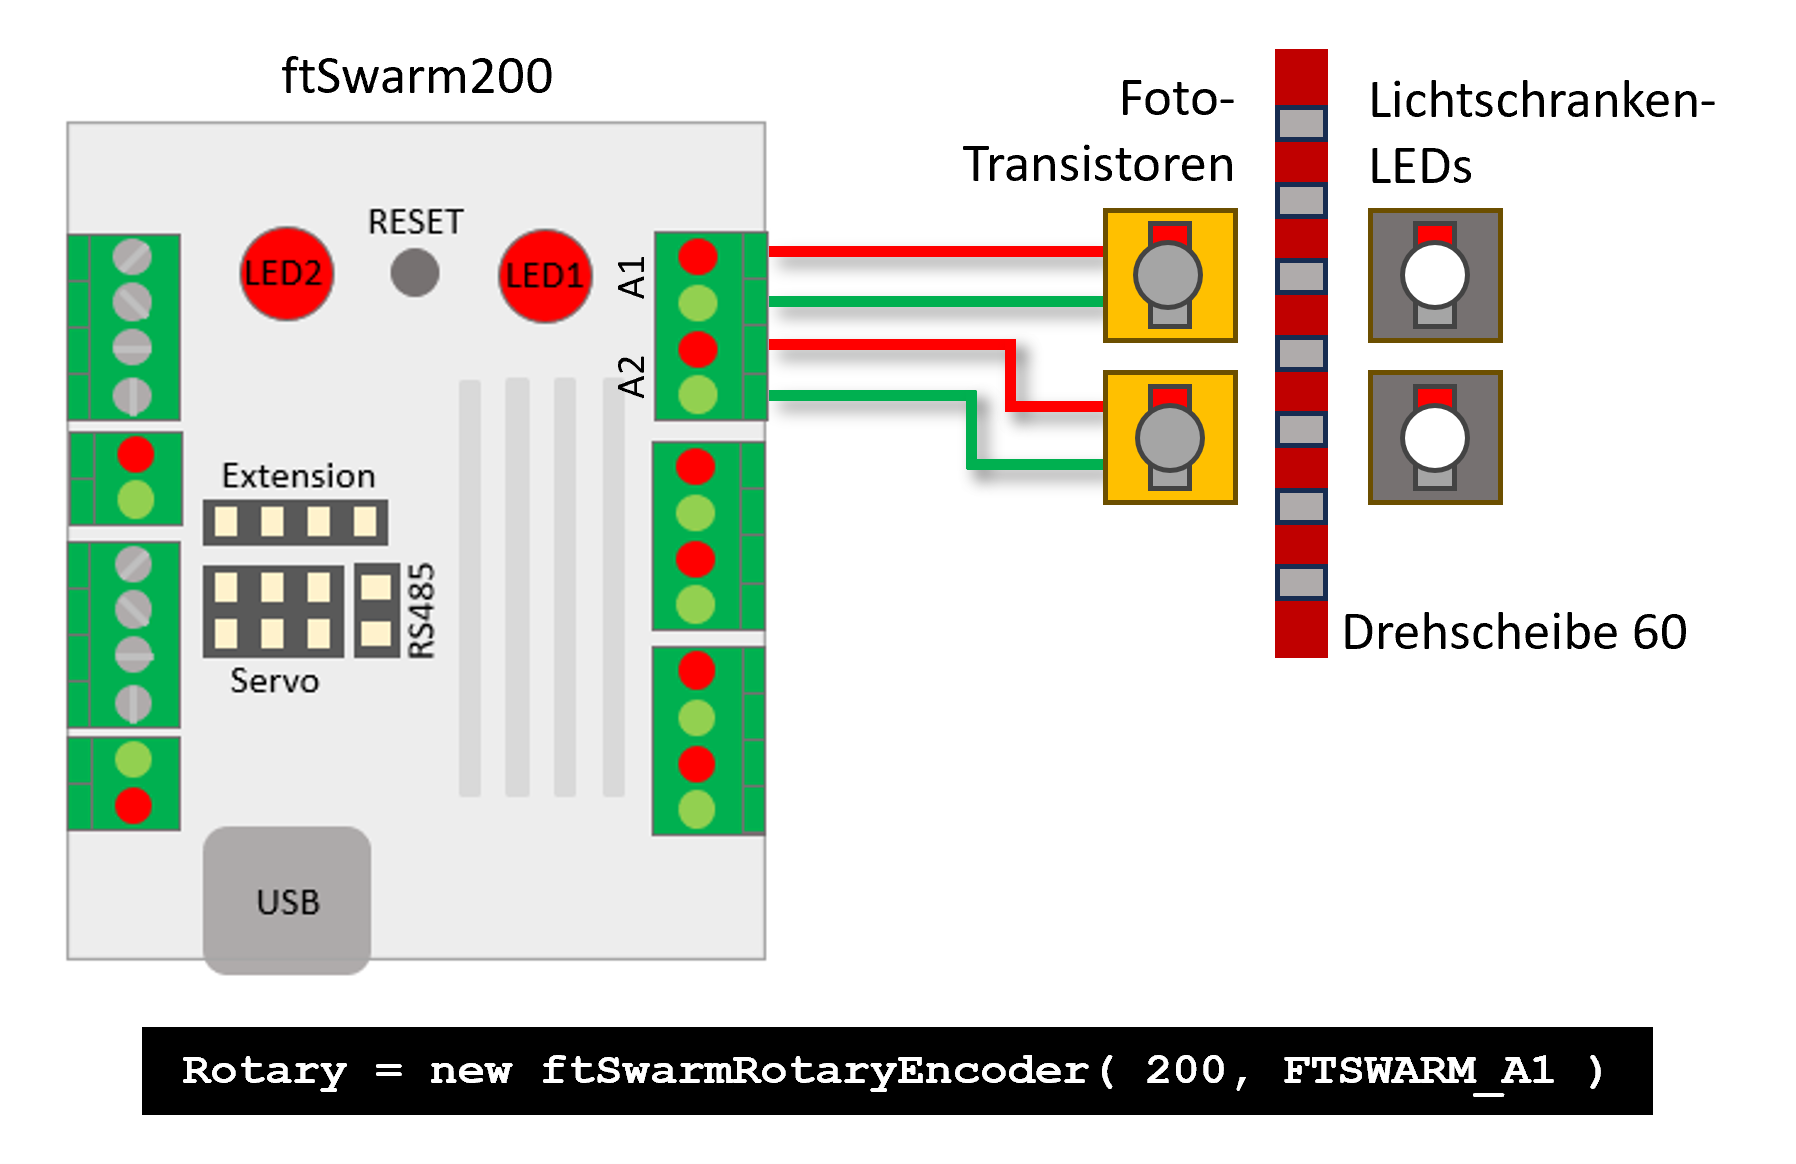 ftSwarm200
Foto-
Transistoren
Lichtschranken-
LEDs
RESET
LED2
LED1
A1
A2
Extension
RS485
Servo
Drehscheibe 60
USB
Rotary = new ftSwarmRotaryEncoder( 200, FTSWARM_A1 )